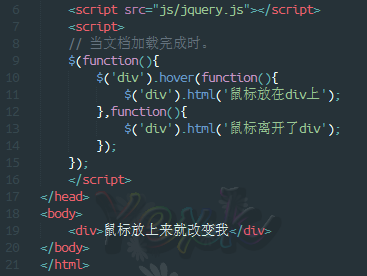 6 <script src="js/jquery.js"></script>
7 <script>
8 // 当文档加载完成时。
9 $(function(){
10 $('div').hover(function(){
11 $('div').html('鼠标放在div上');
12 },function(){
13 $('div').html('鼠标离开了div');
14 });
15 });
16 </script>
17 </head>
18 <body>
19 <div>鼠标放上来就改变我</div>
20 </body>
21 </html>